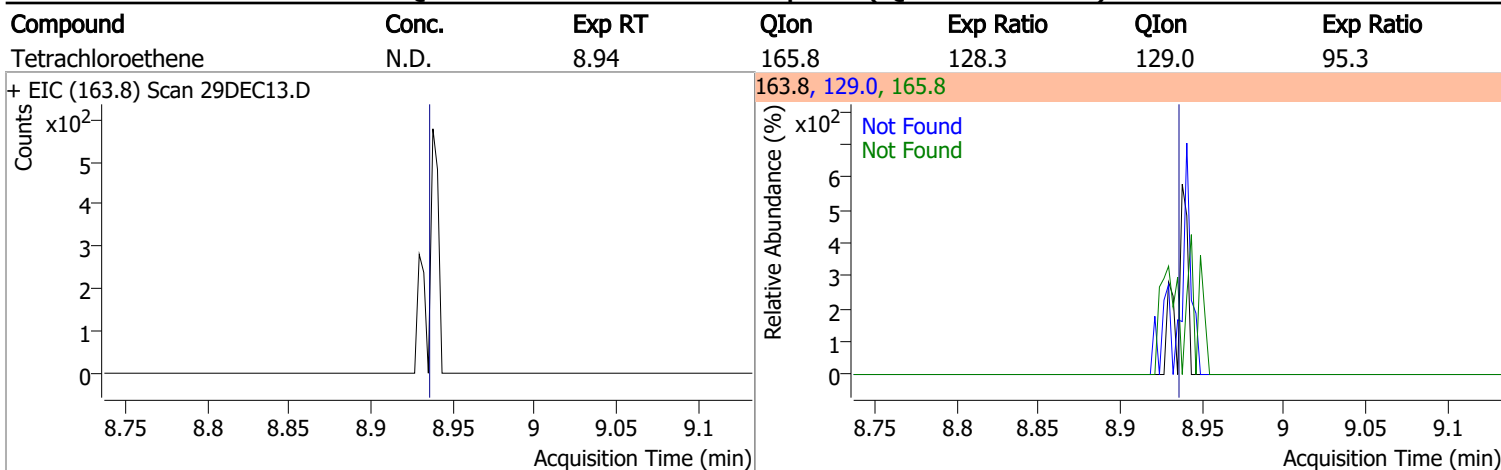 Compound Conc. Exp RT QIon Exp Ratio QIon Exp Ratio
Tetrachloroethene N.D. 8.94 165.8 128.3 129.0 95.3
+ EIC (163.8) Scan 29DEC13.D
Counts
x10²
5
4
3
2
1
0
8.75 8.8 8.85 8.9 8.95 9 9.05 9.1
Acquisition Time (min)
163.8, 129.0, 165.8
Relative Abundance (%)
x10²
Not Found
Not Found
6
5
4
3
2
1
0
8.75 8.8 8.85 8.9 8.95 9 9.05 9.1
Acquisition Time (min)